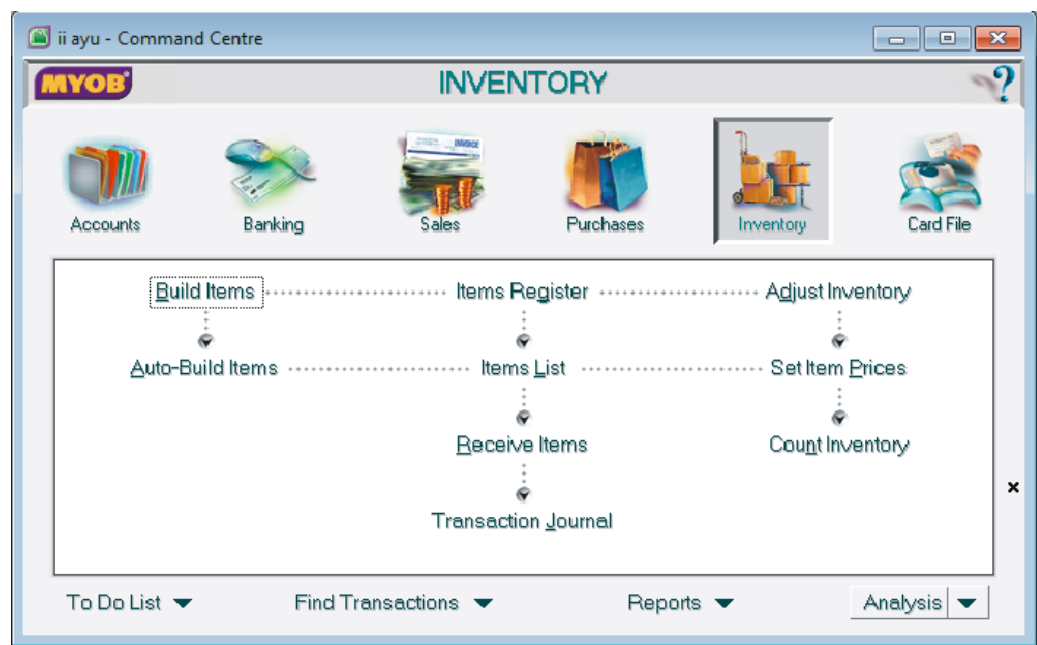 ii ayu - Command Centre
MYOB INVENTORY ?
Accounts Banking Sales Purchases Inventory Card File
Build Items Items Register Adjust Inventory
Auto-Build Items Items List Set Item Prices
Receive Items Count Inventory
Transaction Journal
To Do List Find Transactions Reports Analysis